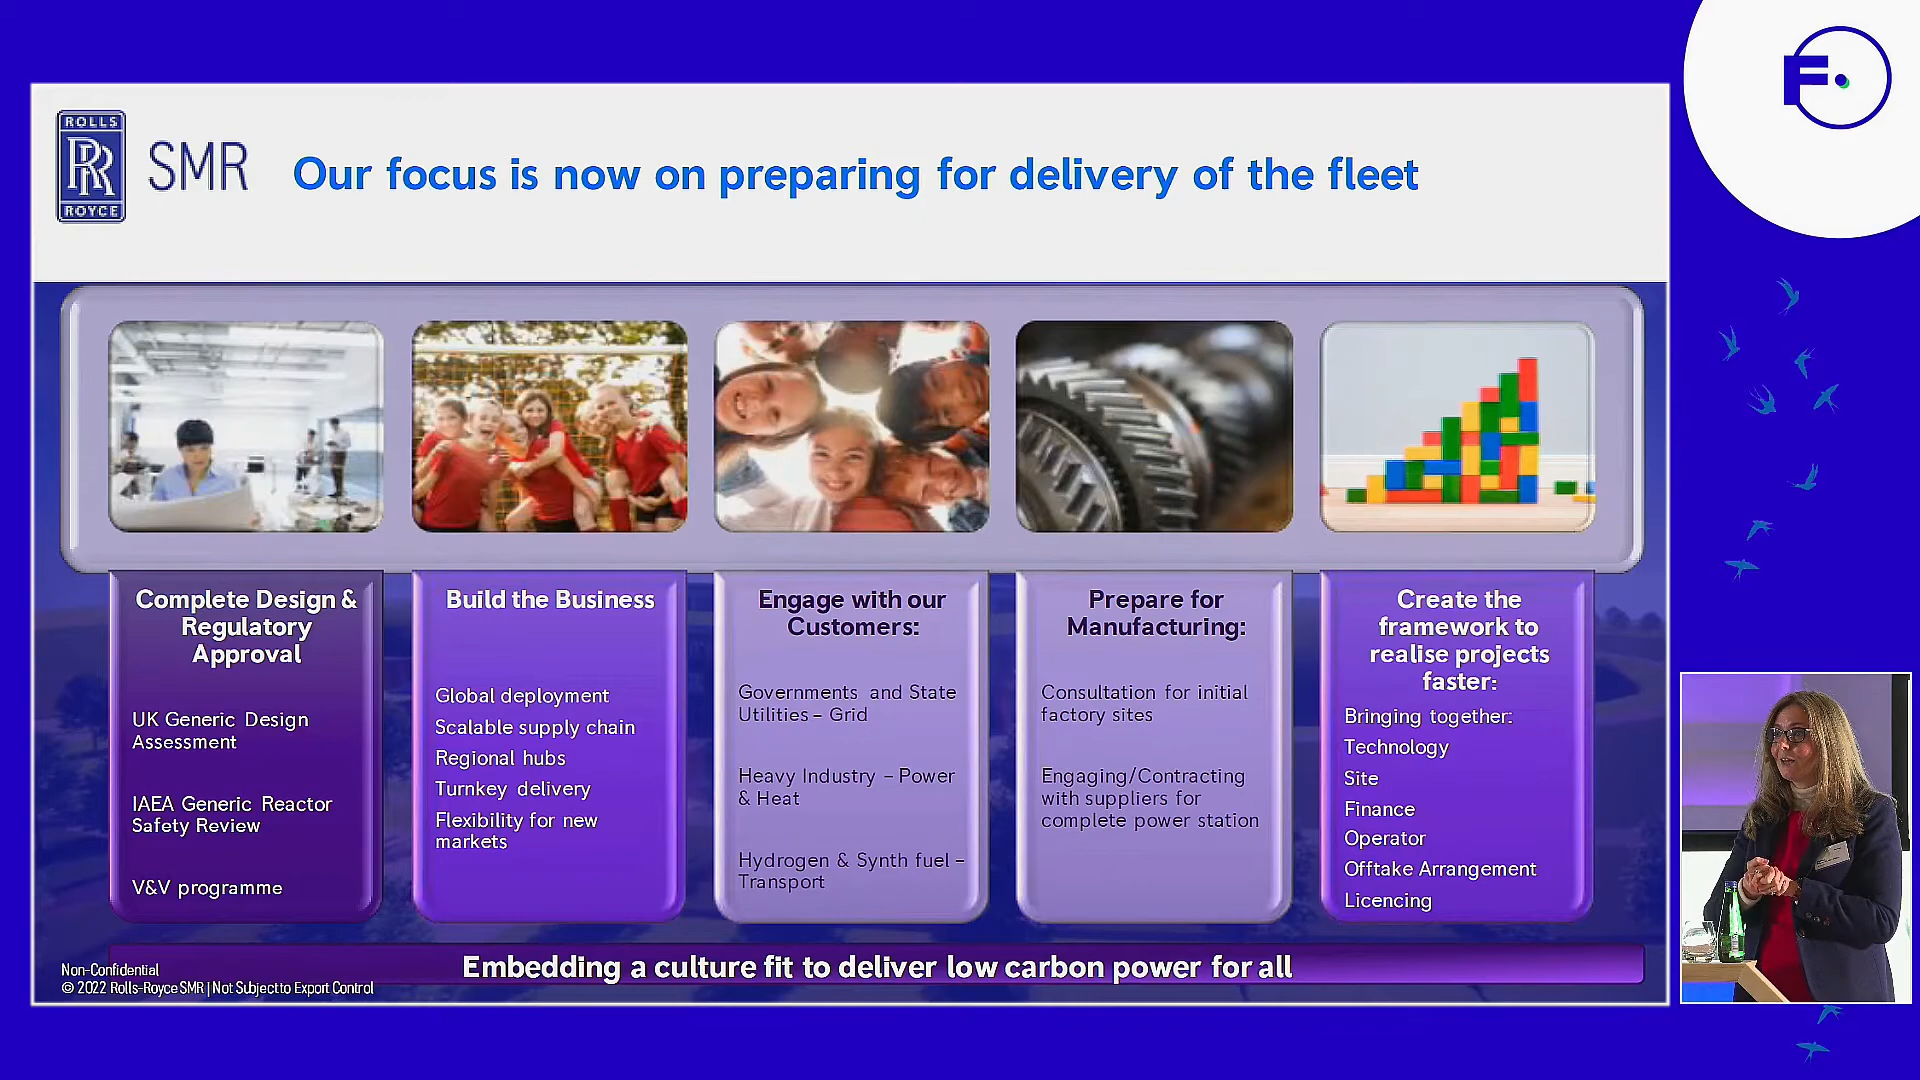 ROLLS
RR
ROYCE
SMR
Our focus is now on preparing for delivery of the fleet
F.
Complete Design &
Regulatory
Approval
UK Generic Design
Assessment
IAEA Generic Reactor
Safety Review
V&V programme
Build the Business
Global deployment
Scalable supply chain
Regional hubs
Turnkey delivery
Flexibility for new
markets
Engage with our
Customers:
Governments and State
Utilities – Grid
Heavy Industry – Power
& Heat
Hydrogen & Synth fuel –
Transport
Prepare for
Manufacturing:
Consultation for initial
factory sites
Engaging/Contracting
with suppliers for
complete power station
Create the
framework to
realise projects
faster:
Bringing together:
Technology
Site
Finance
Operator
Offtake Arrangement
Licencing
Embedding a culture fit to deliver low carbon power for all
Non-Confidential
© 2022 Rolls-Royce SMR | Not Subject to Export Control